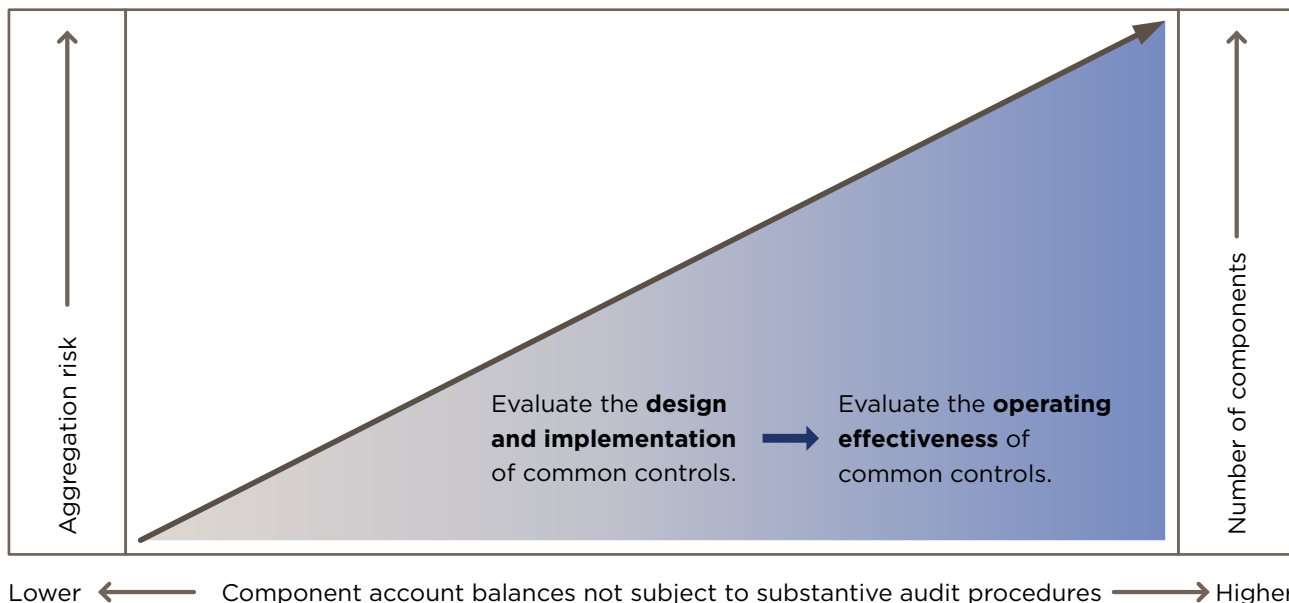 Aggregation risk
Evaluate the design
and implementation
of common controls.
Evaluate the operating
effectiveness of
common controls.
Number of components
Lower
Component account balances not subject to substantive audit procedures
Higher